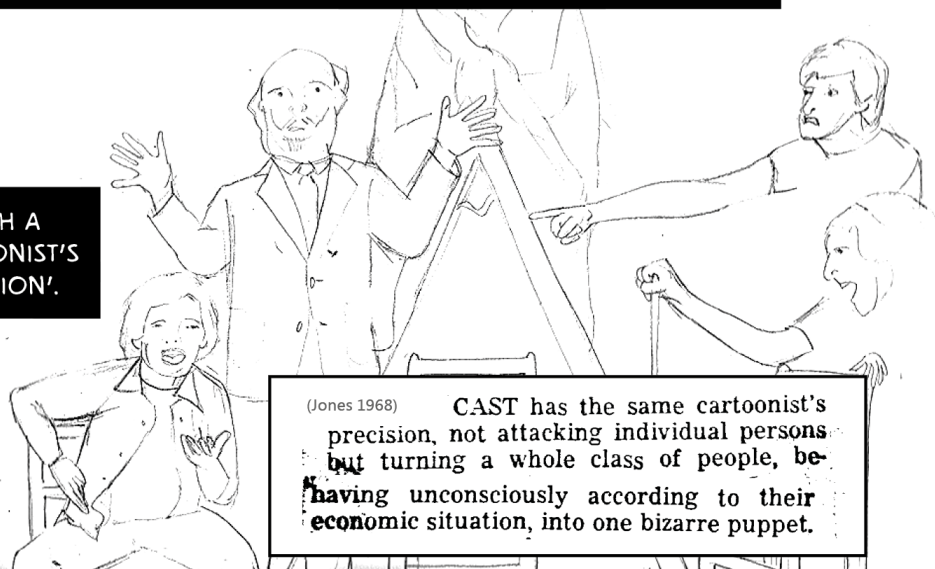 H A
ONIST'S
ION'.
(Jones 1968) CAST has the same cartoonist's
precision, not attacking individual persons
but turning a whole class of people, be-
having unconsciously according to their
economic situation, into one bizarre puppet.